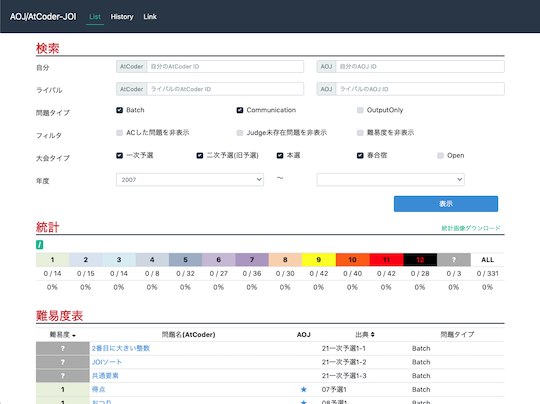 AOJ/AtCoder-JOI List History Link
検索
自分 AtCoder 自分のAtCoder ID AOJ 自分のAOJ ID
ライバル AtCoder ライバルのAtCoder ID AOJ ライバルのAOJ ID
問題タイプ Batch Communication OutputOnly
フィルタ ACした問題を非表示 Judge未存在問題を非表示 難易度を非表示
大会タイプ 一次予選 二次予選(旧予選) 本選 春合宿 Open
年度 2007 〜
表示
統計 統計画像ダウンロード
i
1 2 3 4 5 6 7 8 9 10 11 12 ? ALL
0 / 14 0 / 15 0 / 14 0 / 8 0 / 32 0 / 27 0 / 36 0 / 30 0 / 42 0 / 40 0 / 42 0 / 28 0 / 3 0 / 331
0% 0% 0% 0% 0% 0% 0% 0% 0% 0% 0% 0% 0% 0%
難易度表
難易度 問題名(AtCoder) AOJ 出典 問題タイプ
? 2番目に大きい整数 21一次予選1-1 Batch
? JOIソート 21一次予選1-2 Batch
? 共通要素 21一次予選1-3 Batch
1 得点 ★ 07予選1 Batch
1 おつり ★ 08予選1 Batch